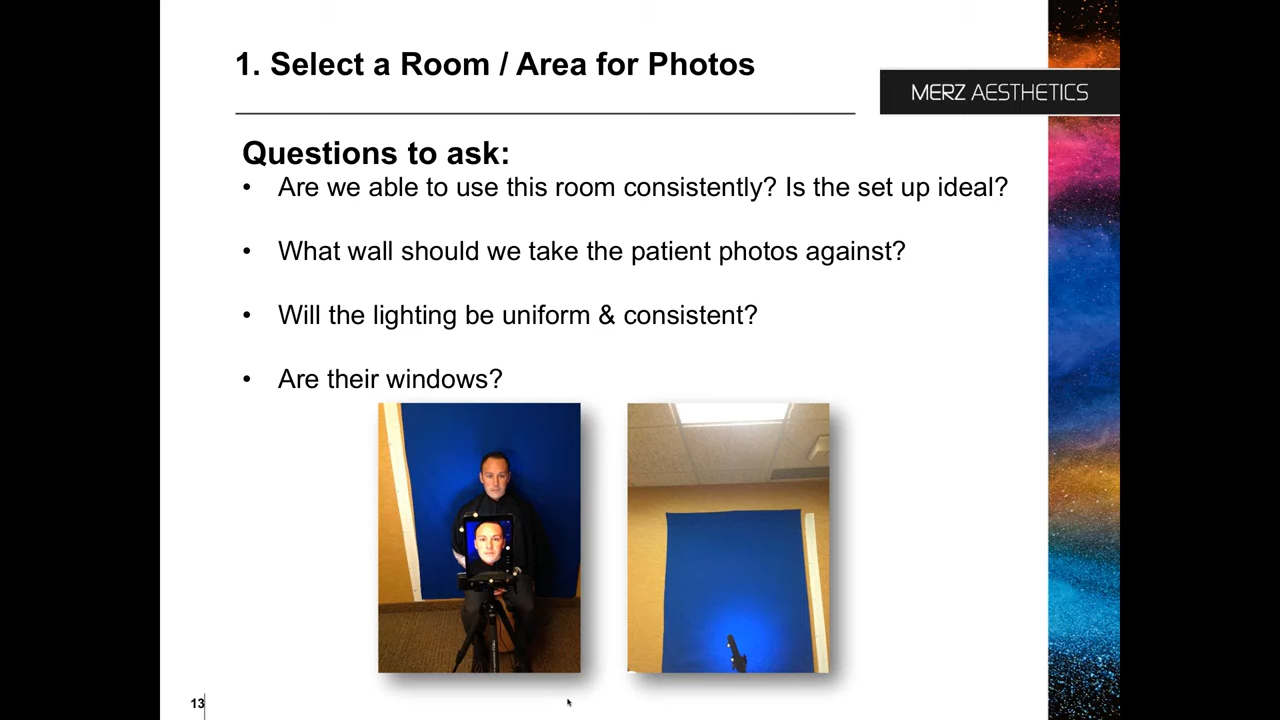 1. Select a Room / Area for Photos
MERZ AESTHETICS
Questions to ask:
• Are we able to use this room consistently? Is the set up ideal?
• What wall should we take the patient photos against?
• Will the lighting be uniform & consistent?
• Are their windows?
13